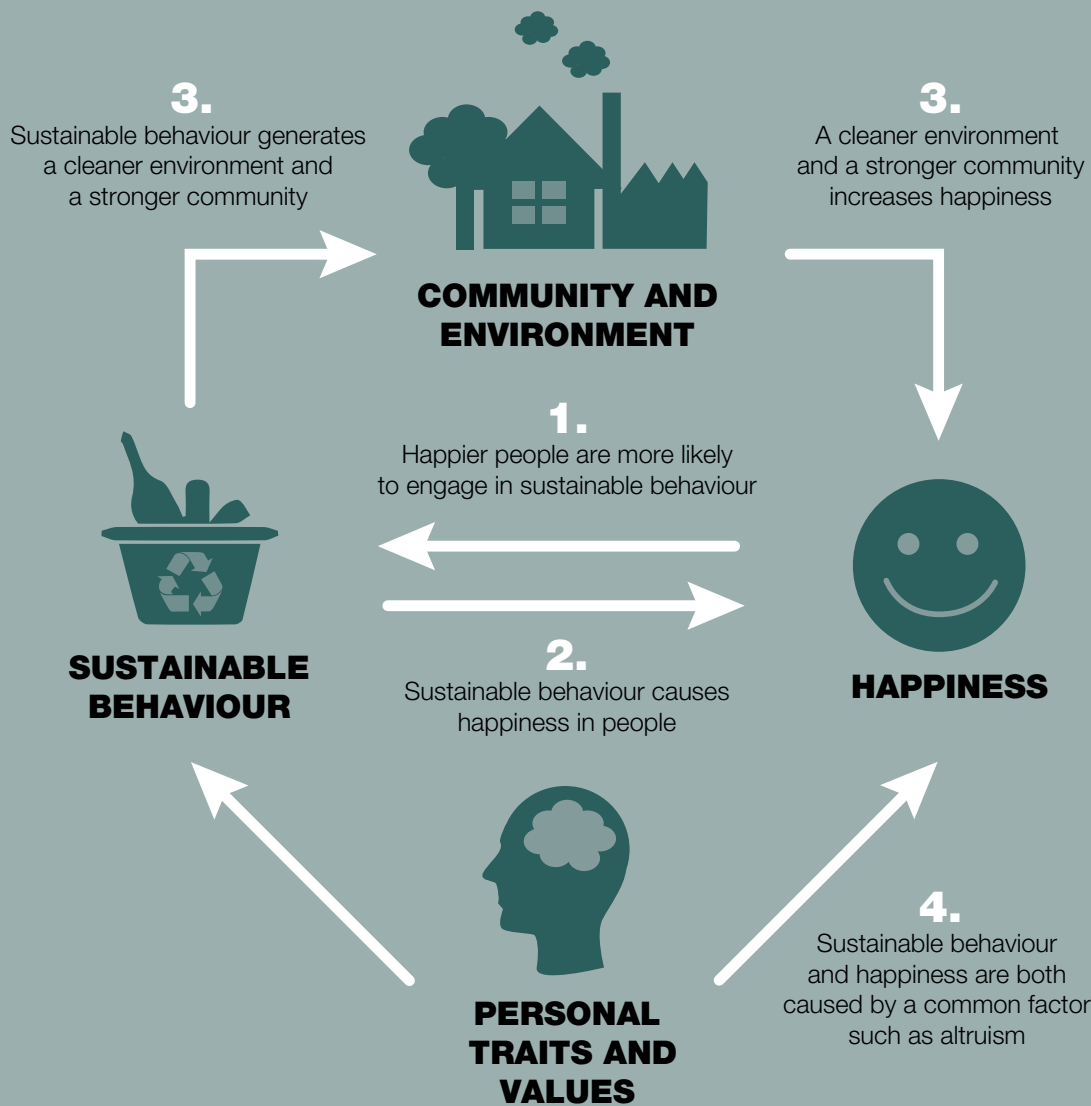 3.
Sustainable behaviour generates
a cleaner environment and
a stronger community
3.
A cleaner environment
and a stronger community
increases happiness
COMMUNITY AND
ENVIRONMENT
1.
Happier people are more likely
to engage in sustainable behaviour
SUSTAINABLE
BEHAVIOUR
2.
Sustainable behaviour causes
happiness in people
HAPPINESS
4.
Sustainable behaviour
and happiness are both
caused by a common factor
such as altruism
PERSONAL
TRAITS AND
VALUES